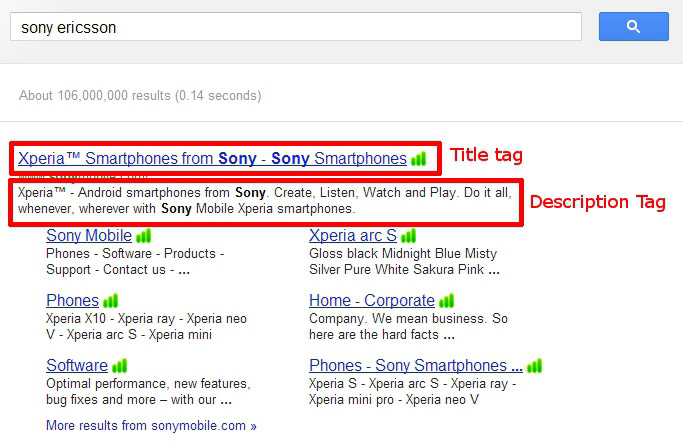 sony ericsson
About 106,000,000 results (0.14 seconds)
Xperia™ Smartphones from Sony - Sony Smartphones
Title tag
Xperia™ - Android smartphones from Sony. Create, Listen, Watch and Play. Do it all,
whenever, wherever with Sony Mobile Xperia smartphones.
Description Tag
Sony Mobile
Phones - Software - Products -
Support - Contact us - ...
Xperia arc S
Gloss black Midnight Blue Misty
Silver Pure White Sakura Pink ...
Phones
Xperia X10 - Xperia ray - Xperia neo
V - Xperia arc S - Xperia mini
Home - Corporate
Company. We mean business. So
here are the hard facts ...
Software
Optimal performance, new features,
bug fixes and more – with our ...
Phones - Sony Smartphones ...
Xperia S - Xperia arc S - Xperia ray -
Xperia mini pro - Xperia neo V
More results from sonymobile.com »